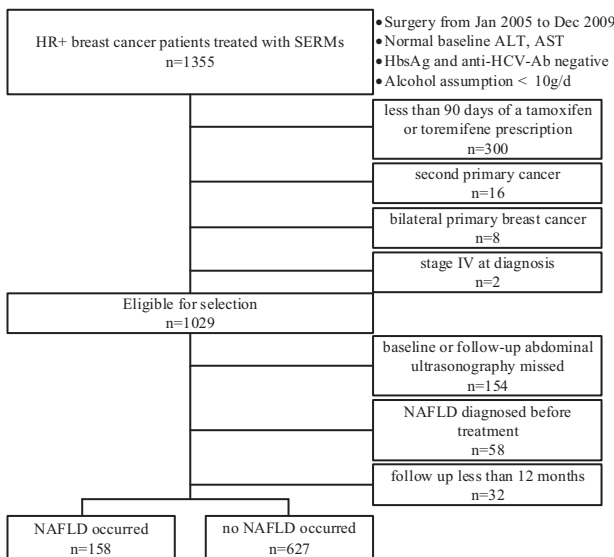 HR+ breast cancer patients treated with SERMs
n=1355
•Surgery from Jan 2005 to Dec 2009
•Normal baseline ALT, AST
•HbsAg and anti-HCV-Ab negative
•Alcohol assumption < 10g/d
less than 90 days of a tamoxifen
or toremifene prescription
n=300
second primary cancer
n=16
bilateral primary breast cancer
n=8
stage IV at diagnosis
n=2
Eligible for selection
n=1029
baseline or follow-up abdominal
ultrasonography missed
n=154
NAFLD diagnosed before
treatment
n=58
follow up less than 12 months
n=32
NAFLD occurred
n=158
no NAFLD occurred
n=627